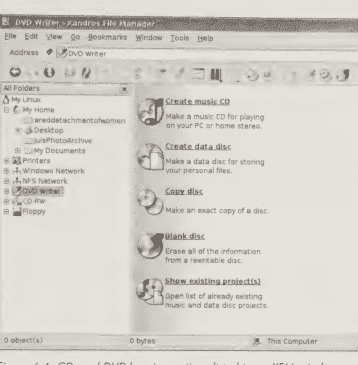 DVD Writer - Xandros File Manager
File Edit View Go Bookmarks Window Tools Help
Address DVD Writer
All Folders
My Linux
My Home
areddetachmentofwomen
Desktop
JurisPhotoArchive
My Documents
Printers
Windows Network
NFS Network
DVD Writer
CD-RW
Floppy
Create music CD
Make a music CD for playing
on your PC or home stereo.
Create data disc
Make a data disc for storing
your personal files.
Copy disc
Make an exact copy of a disc.
Blank disc
Erase all of the information
from a rewritable disc.
Show existing project(s)
Open list of already existing
music and data disc projects.
0 object(s) 0 bytes This Computer